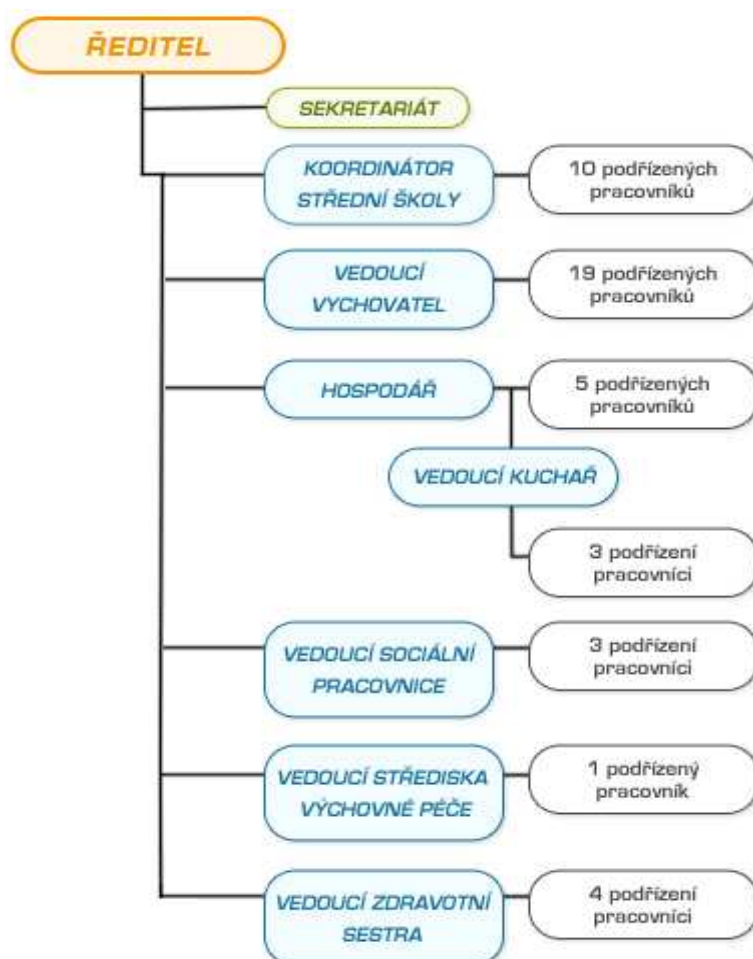 ŘEDITEL
SEKRETARIÁT
KOORDINÁTOR
STŘEDNÍ ŠKOLY
10 podřízených
pracovníků
VEDOUCÍ
VYCHOVATEL
19 podřízených
pracovníků
HOSPODÁŘ
5 podřízených
pracovníků
VEDOUCÍ KUCHAŘ
3 podřízení
pracovníci
VEDOUCÍ SOCIÁLNÍ
PRACOVNICE
3 podřízení
pracovníci
VEDOUCÍ STŘEDISKA
VÝCHOVNÉ PÉČE
1 podřízený
pracovník
VEDOUCÍ ZDRAVOTNÍ
SESTRA
4 podřízení
pracovníci